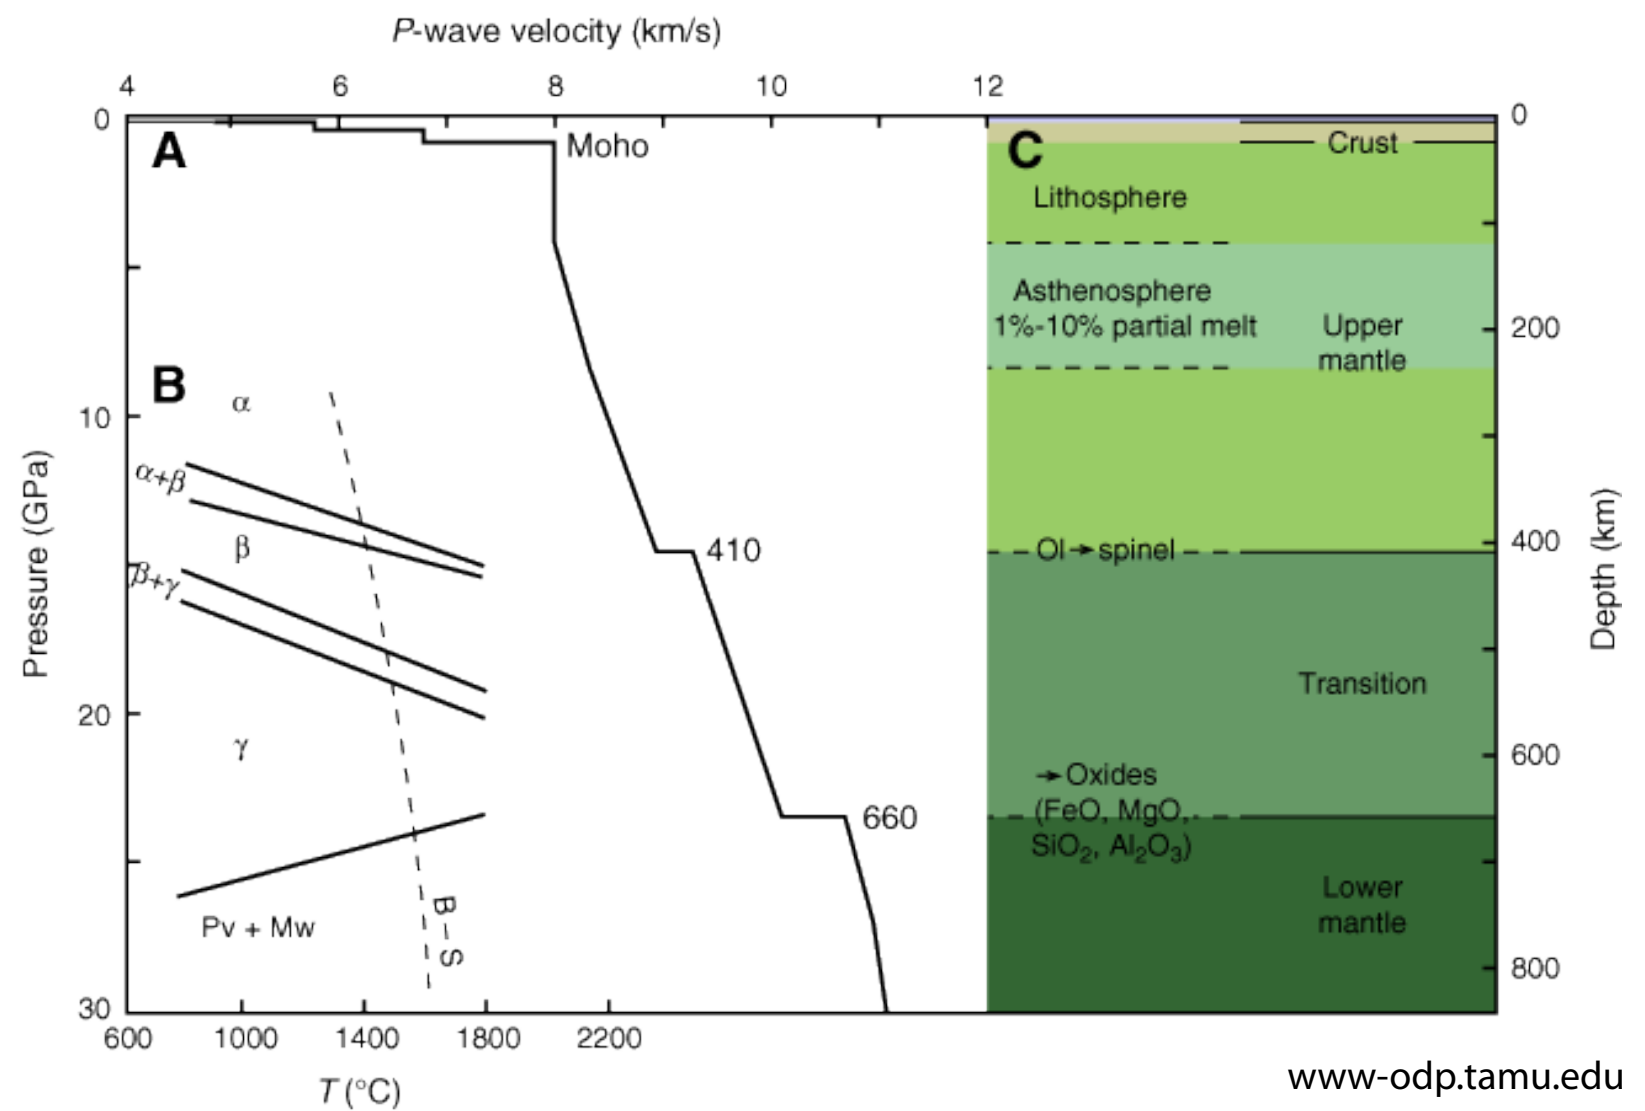 P-wave velocity (km/s)
4 6 8 10 12
0 0
A Moho C Crust
Lithosphere
Asthenosphere
1%-10% partial melt Upper 200
mantle
B α
10
α+β
β
β+γ
Pressure (GPa)
410 Ol→spinel 400
Depth (km)
Transition
20
γ
→Oxides 600
(FeO, MgO,
660 SiO₂, Al₂O₃)
Lower
mantle
Pv + Mw B–S
800
30
600 1000 1400 1800 2200
T (°C)
www-odp.tamu.edu